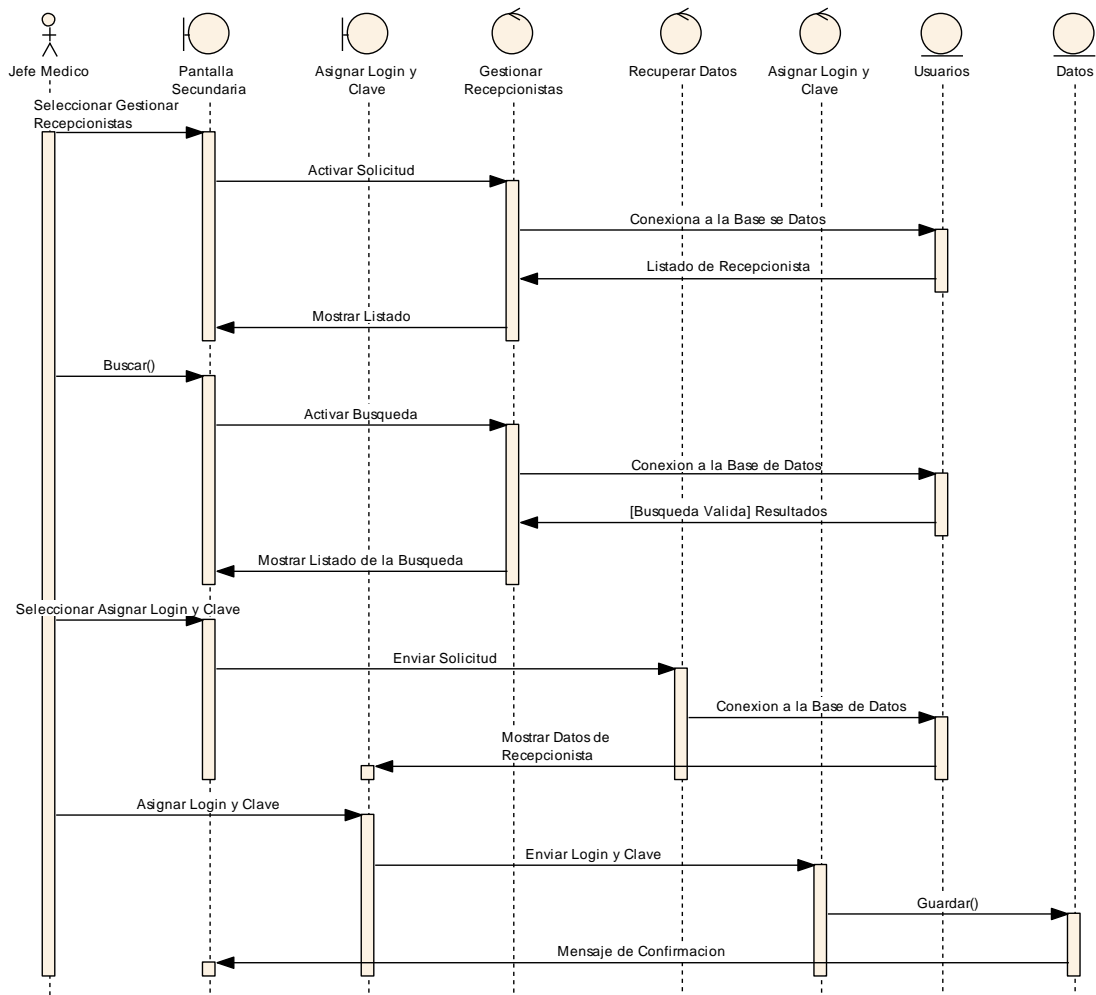 Jefe Medico
Pantalla
Secundaria
Asignar Login y
Clave
Gestionar
Recepcionistas
Recuperar Datos
Asignar Login y
Clave
Usuarios
Datos
Seleccionar Gestionar
Recepcionistas
Activar Solicitud
Conexiona a la Base se Datos
Listado de Recepcionista
Mostrar Listado
Buscar()
Activar Busqueda
Conexion a la Base de Datos
[Busqueda Valida] Resultados
Mostrar Listado de la Busqueda
Seleccionar Asignar Login y Clave
Enviar Solicitud
Conexion a la Base de Datos
Mostrar Datos de
Recepcionista
Asignar Login y Clave
Enviar Login y Clave
Guardar()
Mensaje de Confirmacion